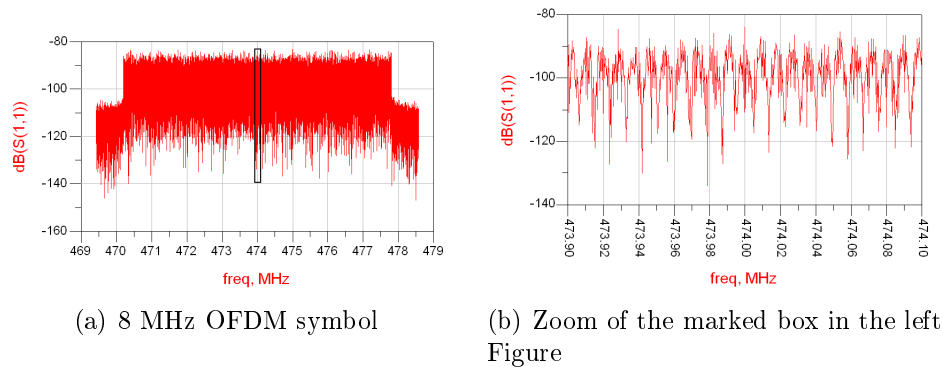 -80
-100
-120
-140
-160
dB(S(1,1))
469 470 471 472 473 474 475 476 477 478 479
freq, MHz
(a) 8 MHz OFDM symbol
-80
-100
-120
-140
dB(S(1,1))
473.90 473.92 473.94 473.96 473.98 474.00 474.02 474.04 474.06 474.08 474.10
freq, MHz
(b) Zoom of the marked box in the left
Figure